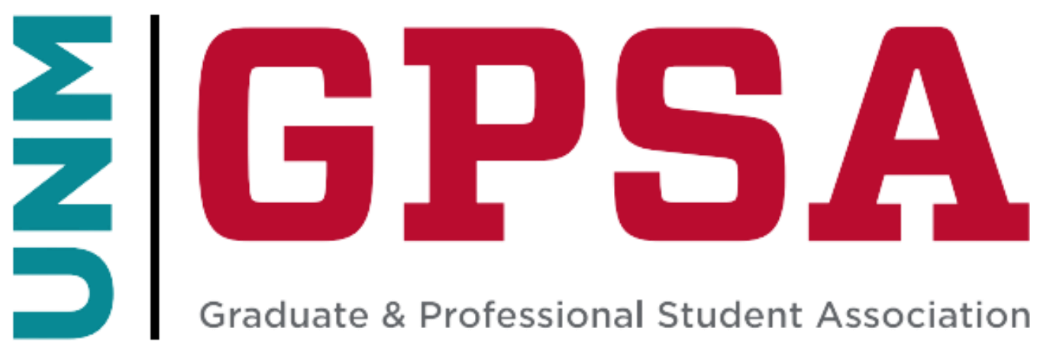 UNM
GPSA
Graduate & Professional Student Association